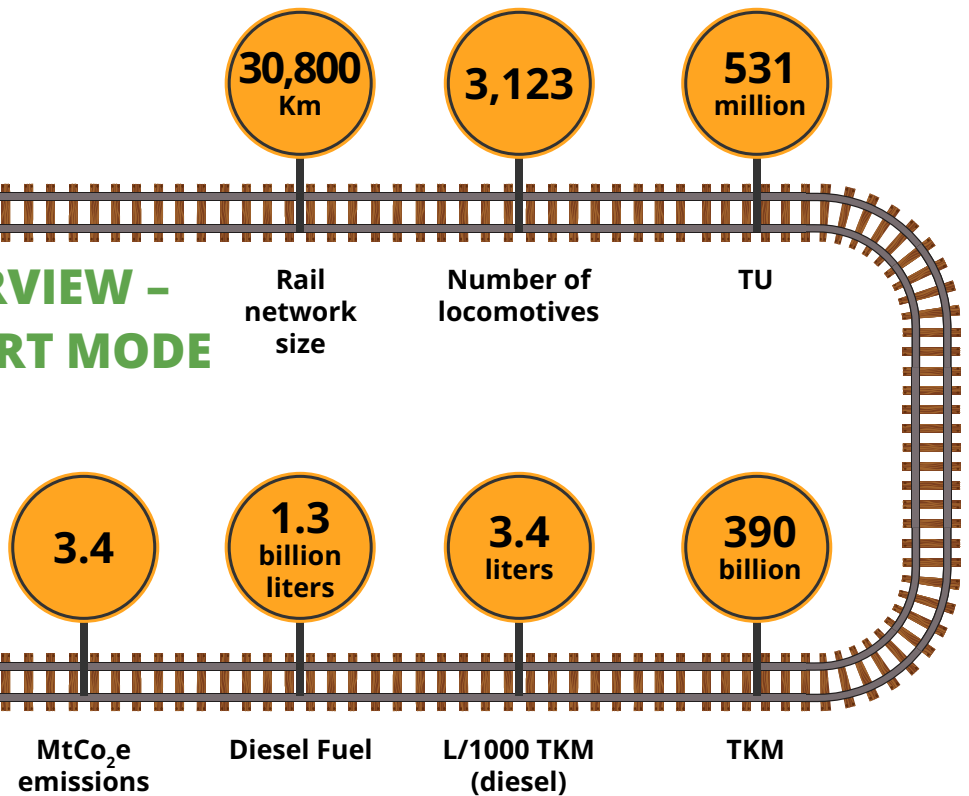 30,800
Km
3,123
531
million
RVIEW –
RT MODE
Rail
network
size
Number of
locomotives
TU
3.4
1.3
billion
liters
3.4
liters
390
billion
MtCo₂e
emissions
Diesel Fuel
L/1000 TKM
(diesel)
TKM